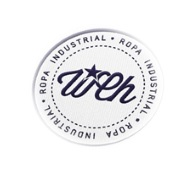 • ROPA INDUSTRIAL • ROPA INDUSTRIAL • ROPA INDUSTRIAL
Wch